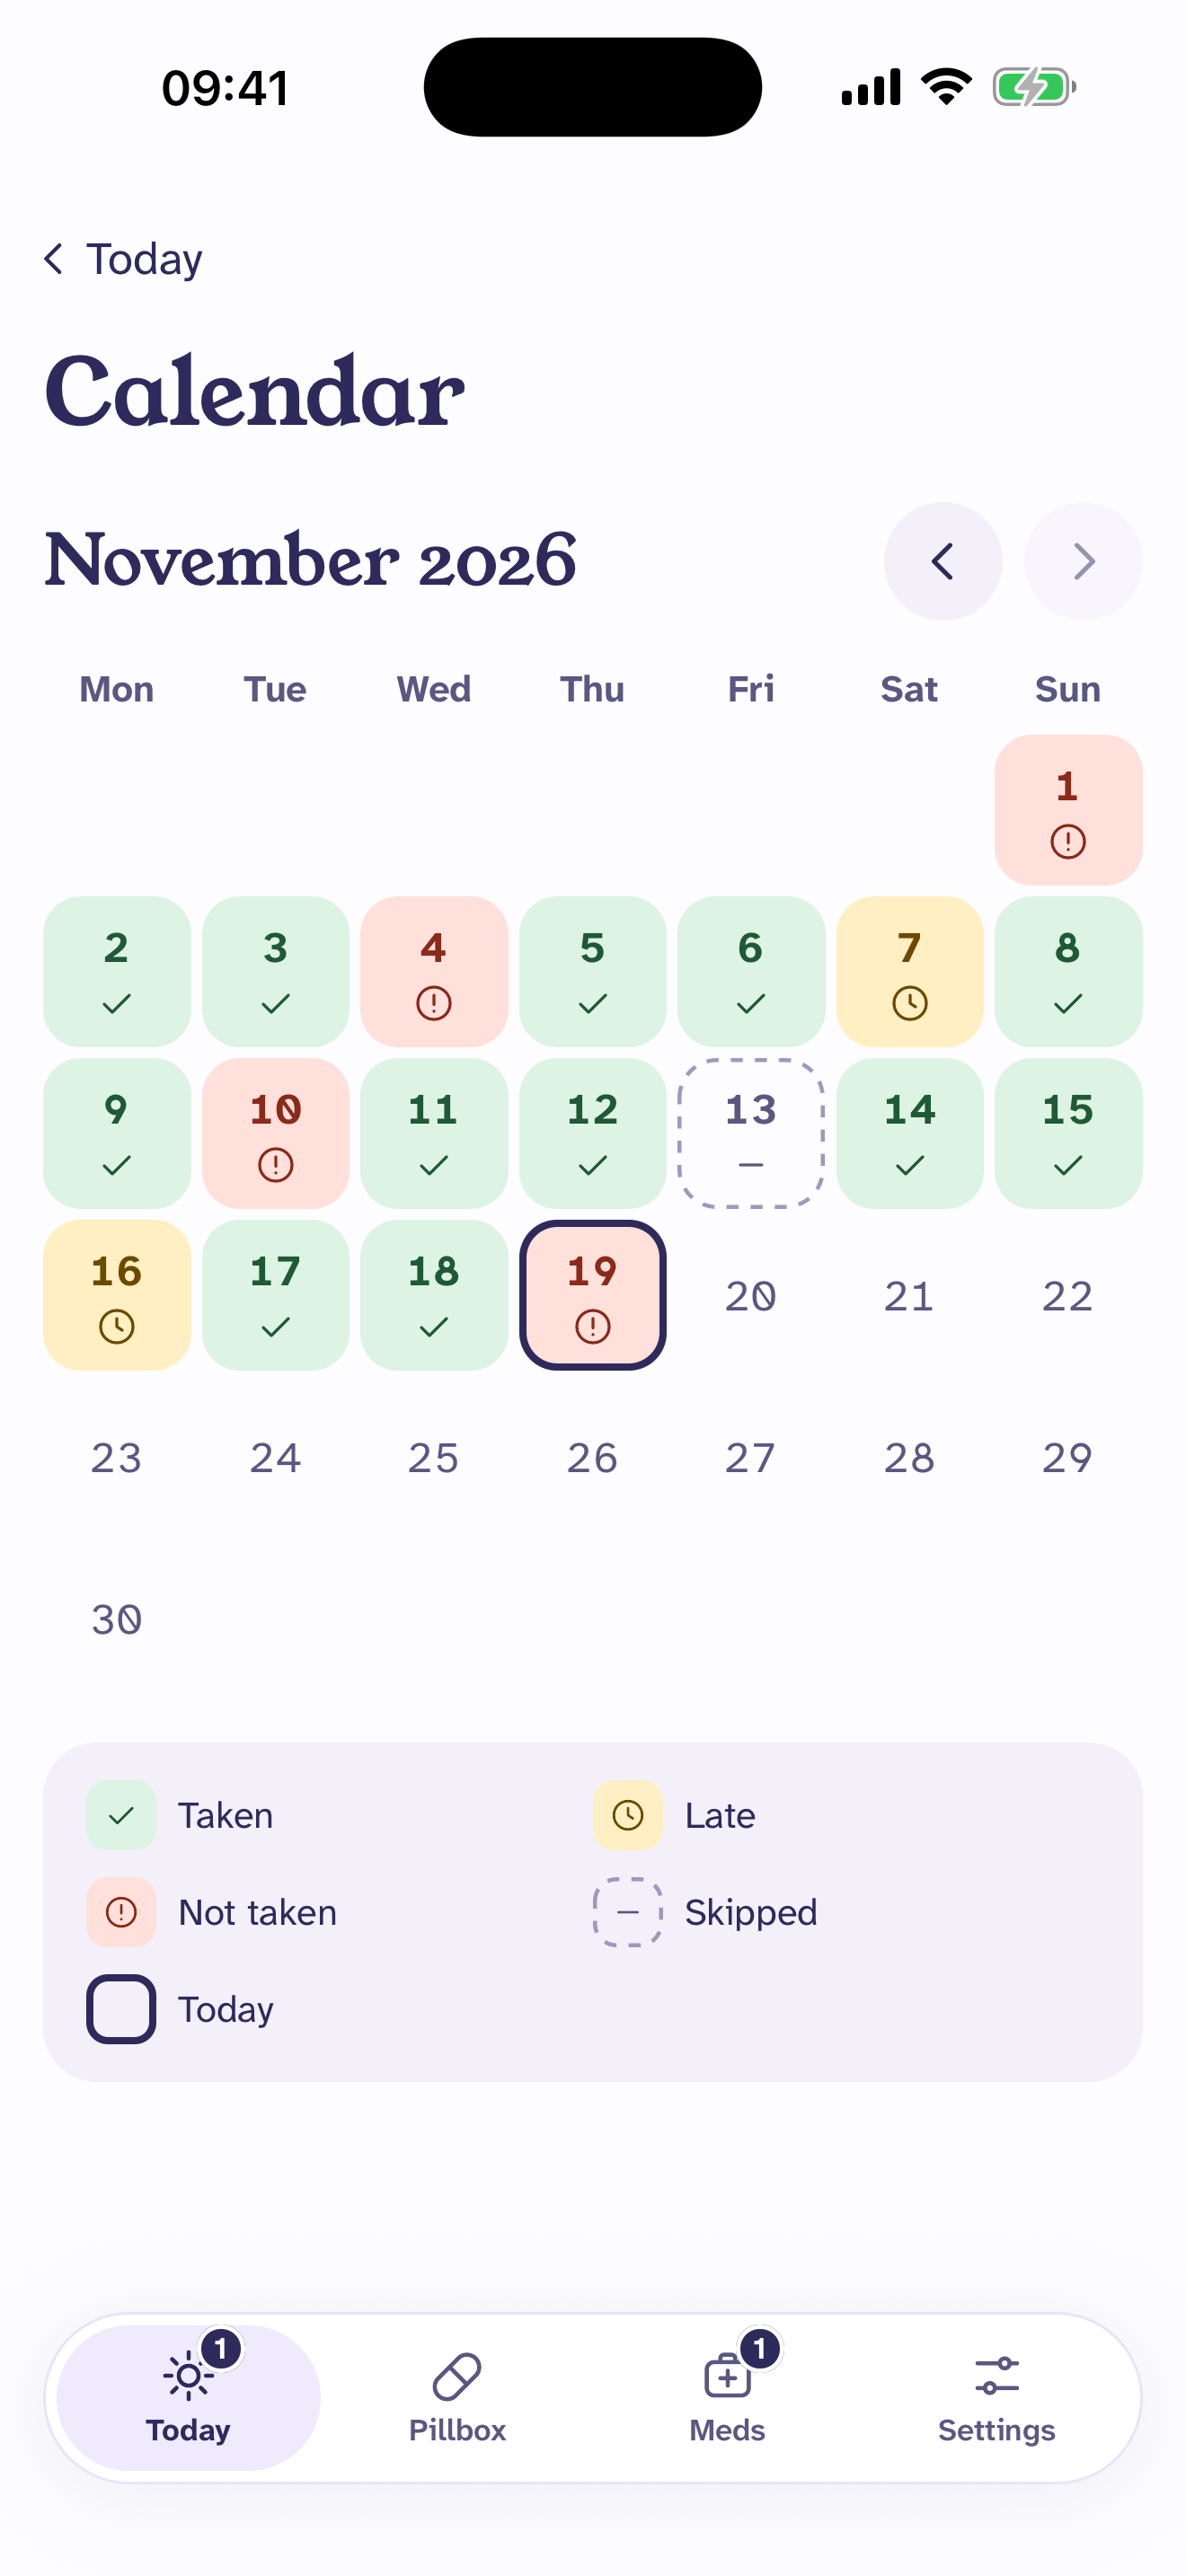 09:41
Today
Calendar
November 2026
Mon Tue Wed Thu Fri Sat Sun
1
2 3 4 5 6 7 8
9 10 11 12 13 14 15
16 17 18 19 20 21 22
23 24 25 26 27 28 29
30
Taken Late
Not taken Skipped
Today
1 1
Today Pillbox Meds Settings